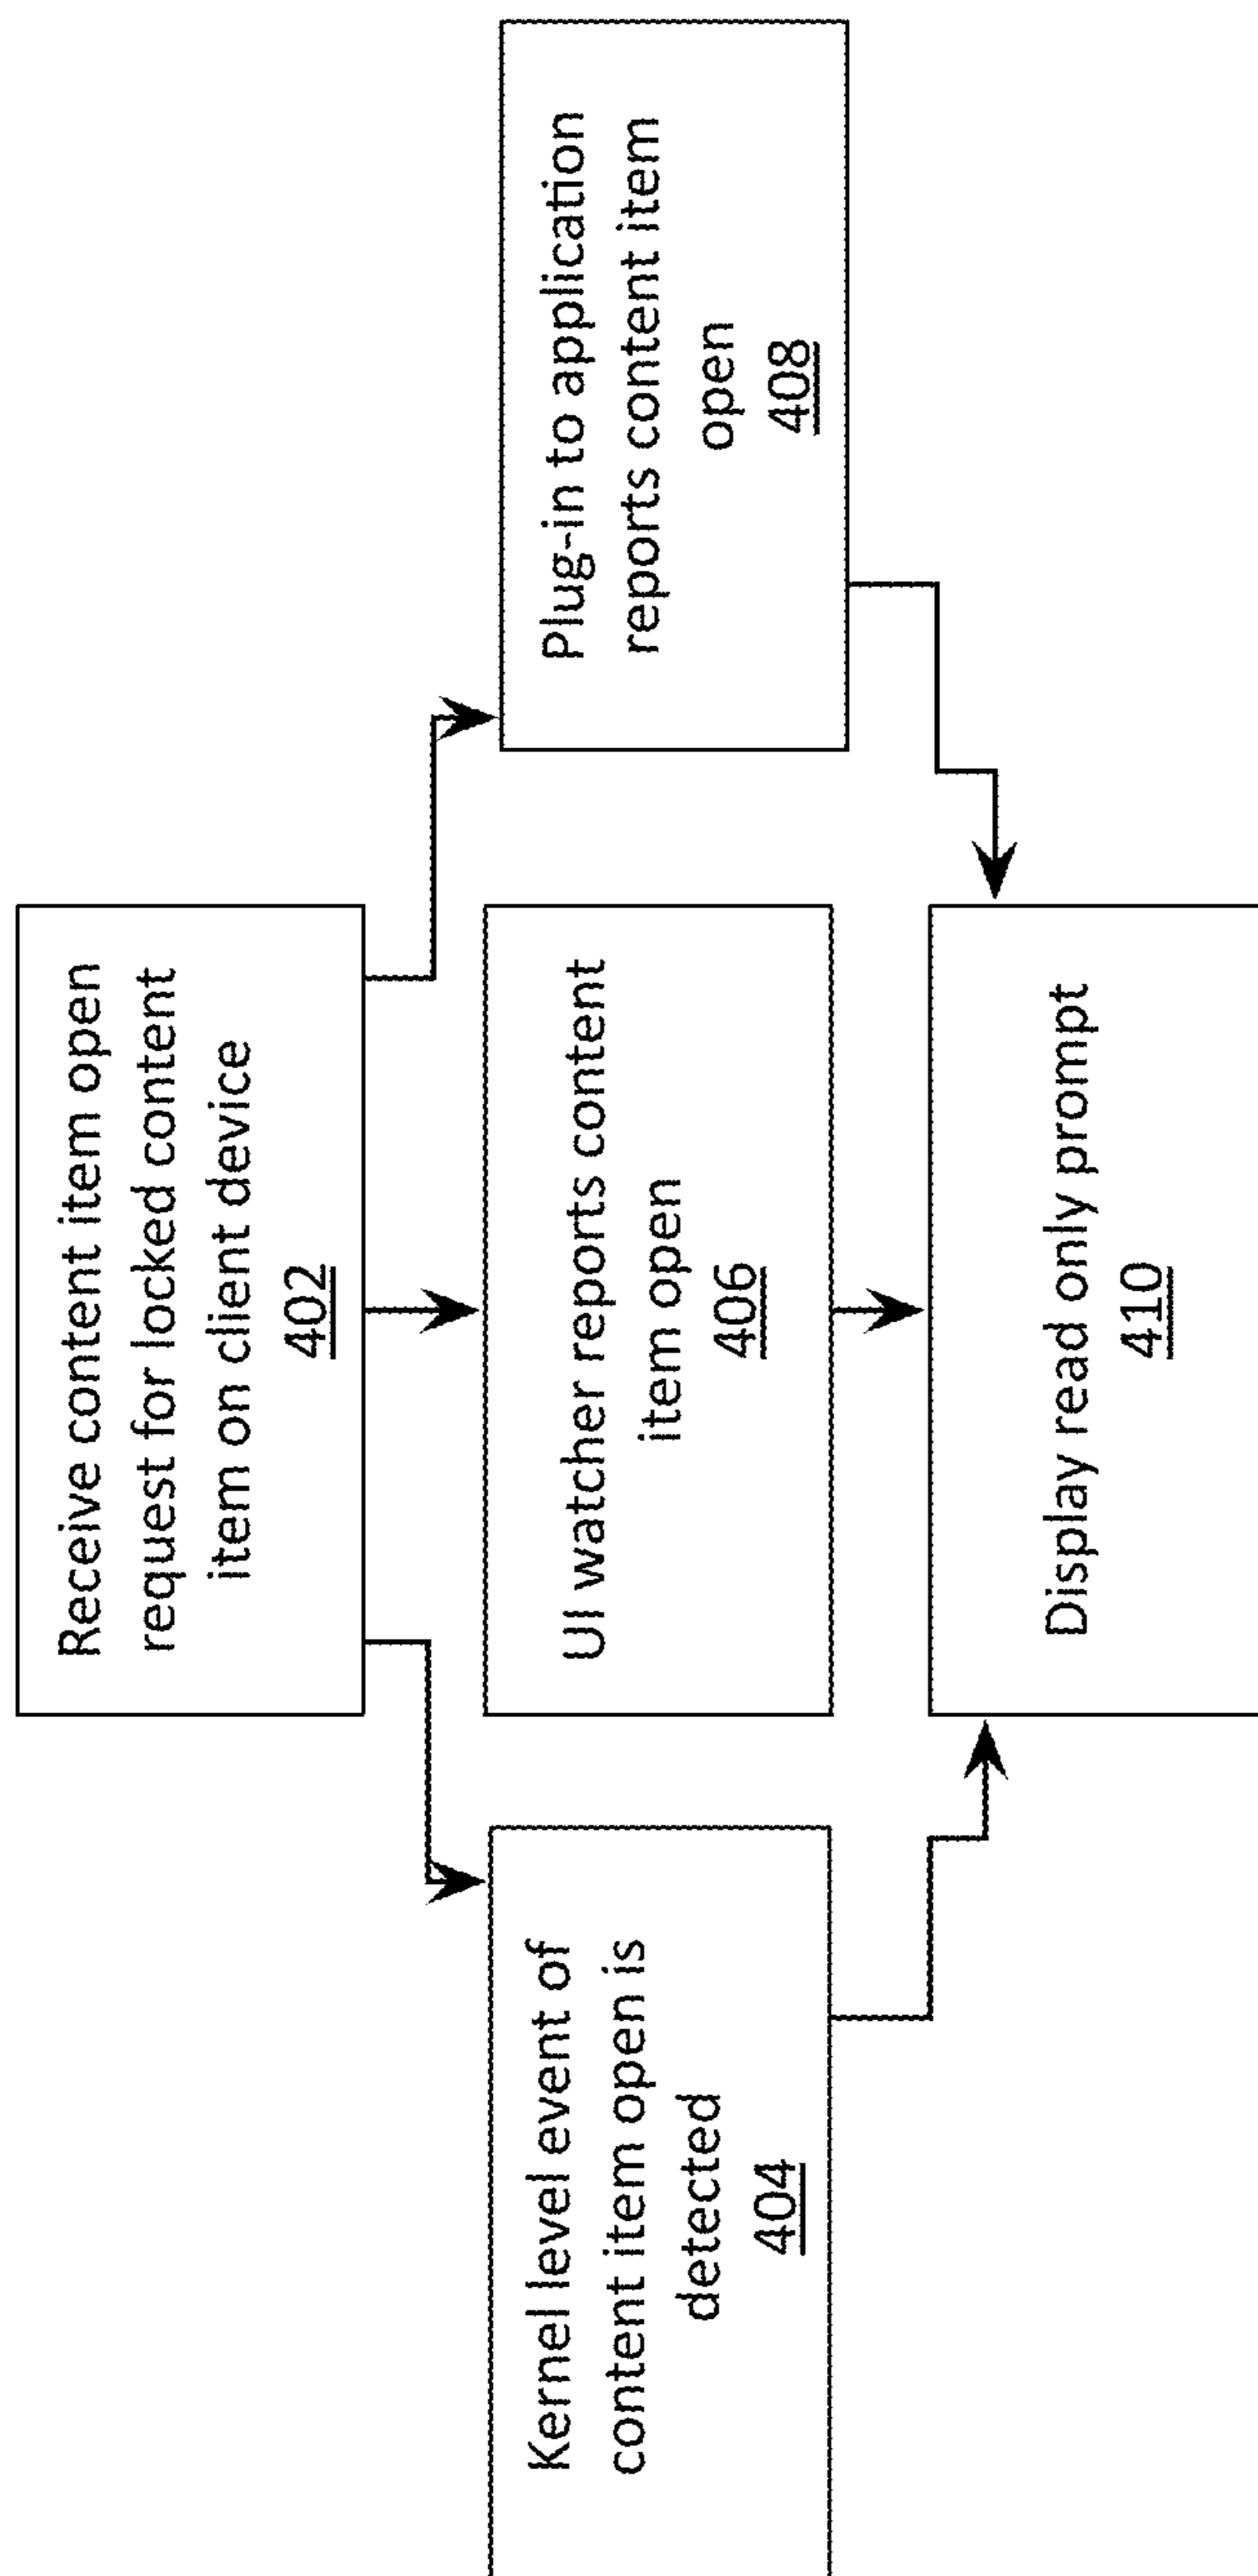 Receive content item open
request for locked content
item on client device
402
Kernel level event of
content item open is
detected
404
UI watcher reports content
item open
406
Plug-in to application
reports content item
open
408
Display read only prompt
410